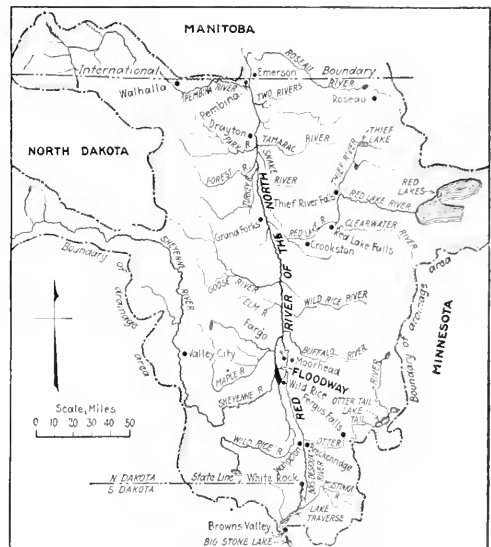 MANITOBA
International
Boundary
ROSEAU
RIVER
Emerson
Walhalla
PEMBINA RIVER
Pembina
TWO RIVERS
Roseau
Drayton
PARK R
TAMARAC RIVER
THIEF
LAKE
NORTH DAKOTA
FOREST R
SNAKE
RIVER
TURTLE
THIEF RIVER
Thief River Falls
RED LAKE RIVER
RED
LAKES
Grand Forks
RED L R
CLEARWATER RIVER
Red Lake Falls
Crookston
RED RIVER OF THE NORTH
SHEYENNE
RIVER
Boundary
of
drainage
area
GOOSE RIVER
ELM R
WILD RICE RIVER
Boundary of drainage
area
MINNESOTA
Fargo
BUFFALO RIVER
Valley City
Moorhead
FLOODWAY
MAPLE R
Wild Rice
RIVER
SHEYENNE R
Fergus Falls
OTTER TAIL
LAKE
TAIL
OTTER
Scale, Miles
10 0 10 20 30 40 50
WILD RICE R
Wahpeton
Breckenridge
BOIS DE SIOUX
RIVER
N DAKOTA
State Line
S DAKOTA
White Rock
LAKE
TRAVERSE
Browns Valley
BIG STONE LAKE